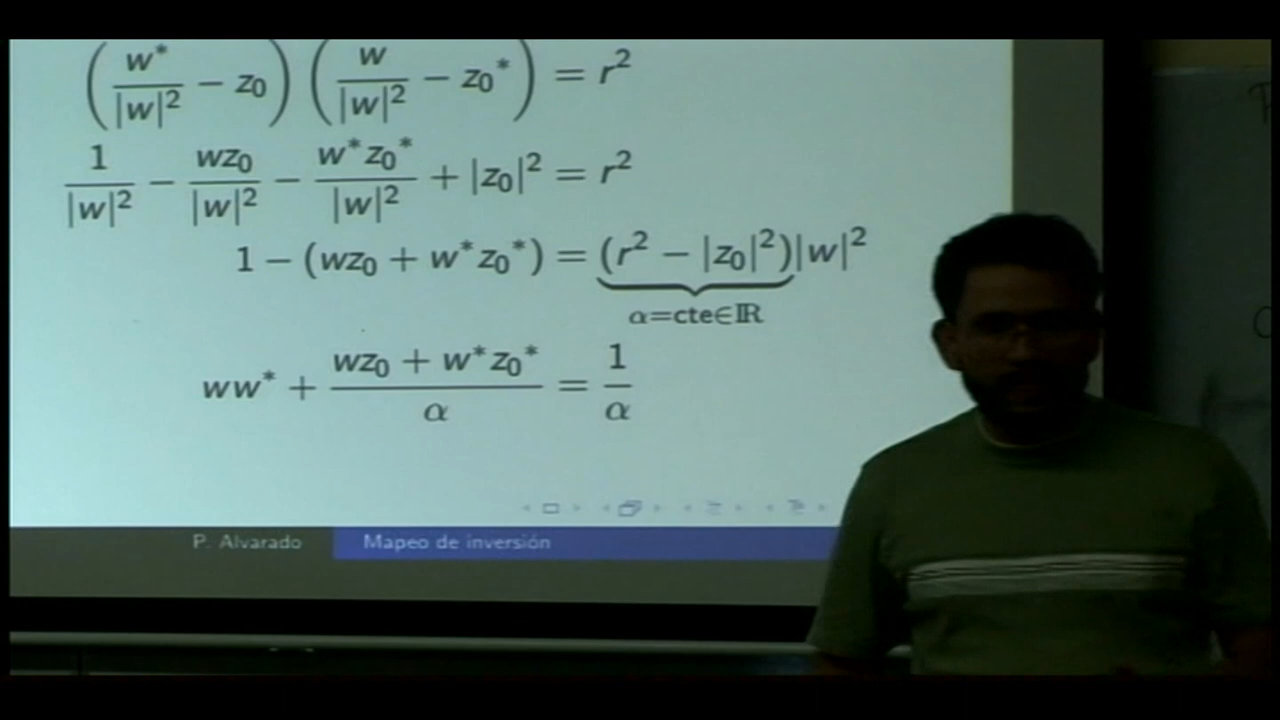 (w*/|w|² − z₀) (w/|w|² − z₀*) = r²
1/|w|² − wz₀/|w|² − w*z₀*/|w|² + |z₀|² = r²
1 − (wz₀ + w*z₀*) = (r² − |z₀|²)|w|²
α=cte∈ℝ
ww* + (wz₀ + w*z₀*)/α = 1/α
P. Alvarado
Mapeo de inversión